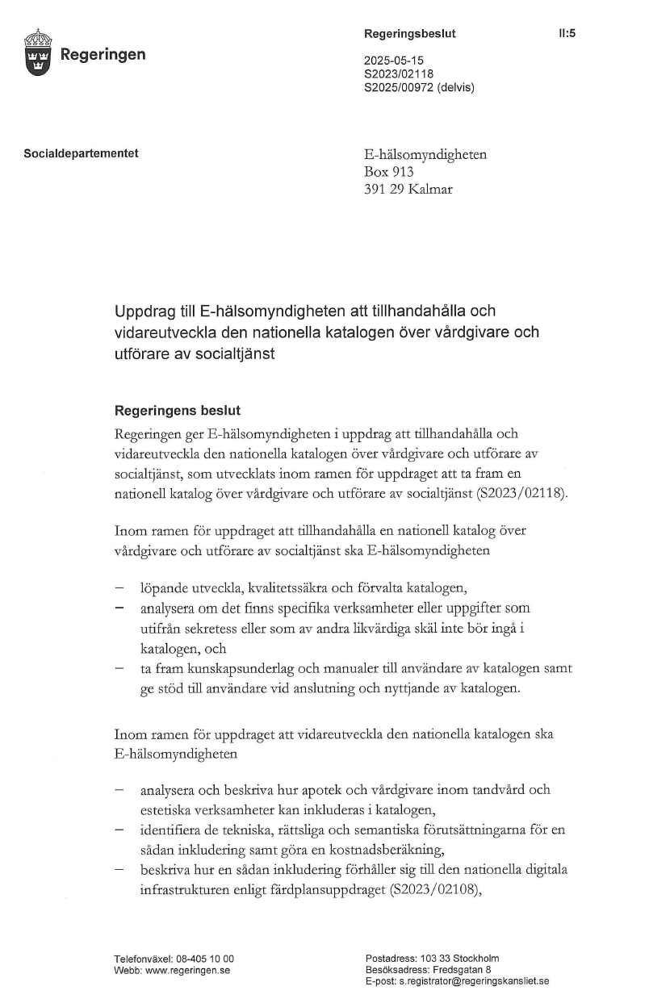 Regeringen
Regeringsbeslut II:5
2025-05-15
S2023/02118
S2025/00972 (delvis)
Socialdepartementet
E-hälsomyndigheten
Box 913
391 29 Kalmar
Uppdrag till E-hälsomyndigheten att tillhandahålla och
vidareutveckla den nationella katalogen över vårdgivare och
utförare av socialtjänst
Regeringens beslut
Regeringen ger E-hälsomyndigheten i uppdrag att tillhandahålla och
vidareutveckla den nationella katalogen över vårdgivare och utförare av
socialtjänst, som utvecklats inom ramen för uppdraget att ta fram en
nationell katalog över vårdgivare och utförare av socialtjänst (S2023/02118).
Inom ramen för uppdraget att tillhandahålla en nationell katalog över
vårdgivare och utförare av socialtjänst ska E-hälsomyndigheten
– löpande utveckla, kvalitetssäkra och förvalta katalogen,
– analysera om det finns specifika verksamheter eller uppgifter som
utifrån sekretess eller som av andra likvärdiga skäl inte bör ingå i
katalogen, och
– ta fram kunskapsunderlag och manualer till användare av katalogen samt
ge stöd till användare vid anslutning och nyttjande av katalogen.
Inom ramen för uppdraget att vidareutveckla den nationella katalogen ska
E-hälsomyndigheten
– analysera och beskriva hur apotek och vårdgivare inom tandvård och
estetiska verksamheter kan inkluderas i katalogen,
– identifiera de tekniska, rättsliga och semantiska förutsättningarna för en
sådan inkludering samt göra en kostnadsberäkning,
– beskriva hur en sådan inkludering förhåller sig till den nationella digitala
infrastrukturen enligt färdplansuppdraget (S2023/02108),
Telefonväxel: 08-405 10 00
Webb: www.regeringen.se
Postadress: 103 33 Stockholm
Besöksadress: Fredsgatan 8
E-post: s.registrator@regeringskansliet.se